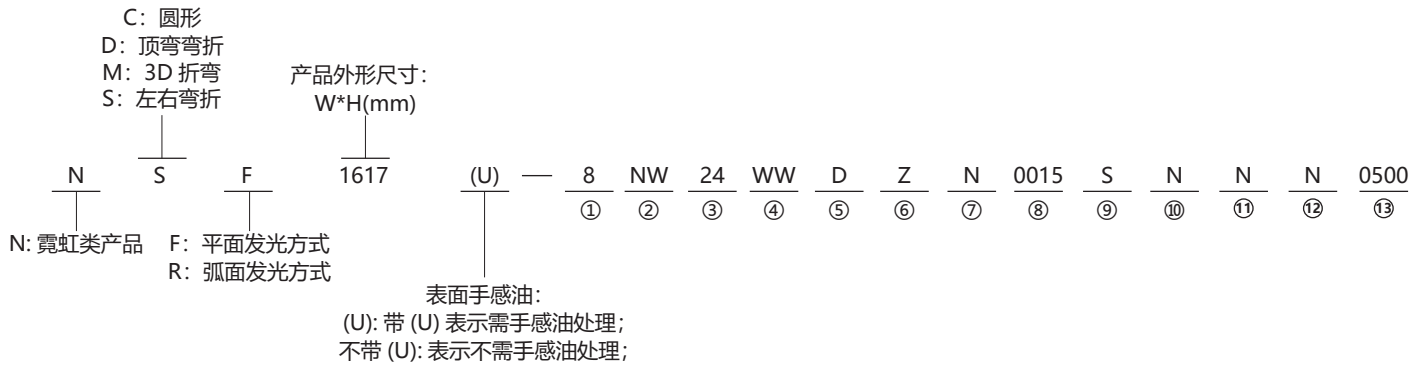 C：圆形
D：顶弯弯折
M：3D 折弯
S：左右弯折
产品外形尺寸：
W*H(mm)
N S F 1617 (U) — 8 NW 24 WW D Z N 0015 S N N N 0500
① ② ③ ④ ⑤ ⑥ ⑦ ⑧ ⑨ ⑩ ⑪ ⑫ ⑬
N: 霓虹类产品
F：平面发光方式
R：弧面发光方式
表面手感油：
(U): 带 (U) 表示需手感油处理；
不带 (U): 表示不需手感油处理；